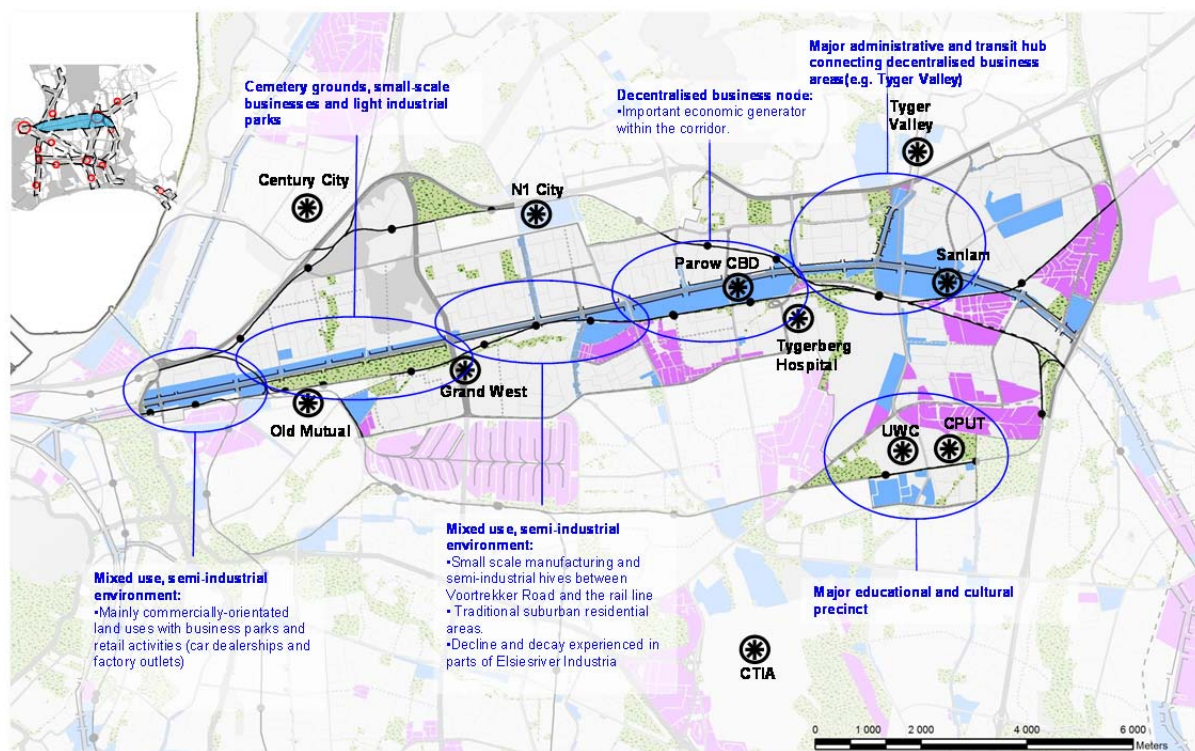 Major administrative and transit hub
connecting decentralised business
areas(e.g. Tyger Valley)
Cemetery grounds, small-scale
businesses and light industrial
parks
Decentralised business node:
•Important economic generator
within the corridor.
Tyger
Valley
Century City
N1 City
Parow CBD
Sanlam
Tygerberg
Hospital
Grand West
Old Mutual
UWC
CPUT
Mixed use, semi-industrial
environment:
•Mainly commercially-orientated
land uses with business parks and
retail activities (car dealerships and
factory outlets)
Mixed use, semi-industrial
environment:
•Small scale manufacturing and
semi-industrial hives between
Voortrekker Road and the rail line
• Traditional suburban residential
areas.
•Decline and decay experienced in
parts of Elsiesriver Industria
Major educational and cultural
precinct
CTIA
0 1 000 2 000 4 000 6 000
Meters